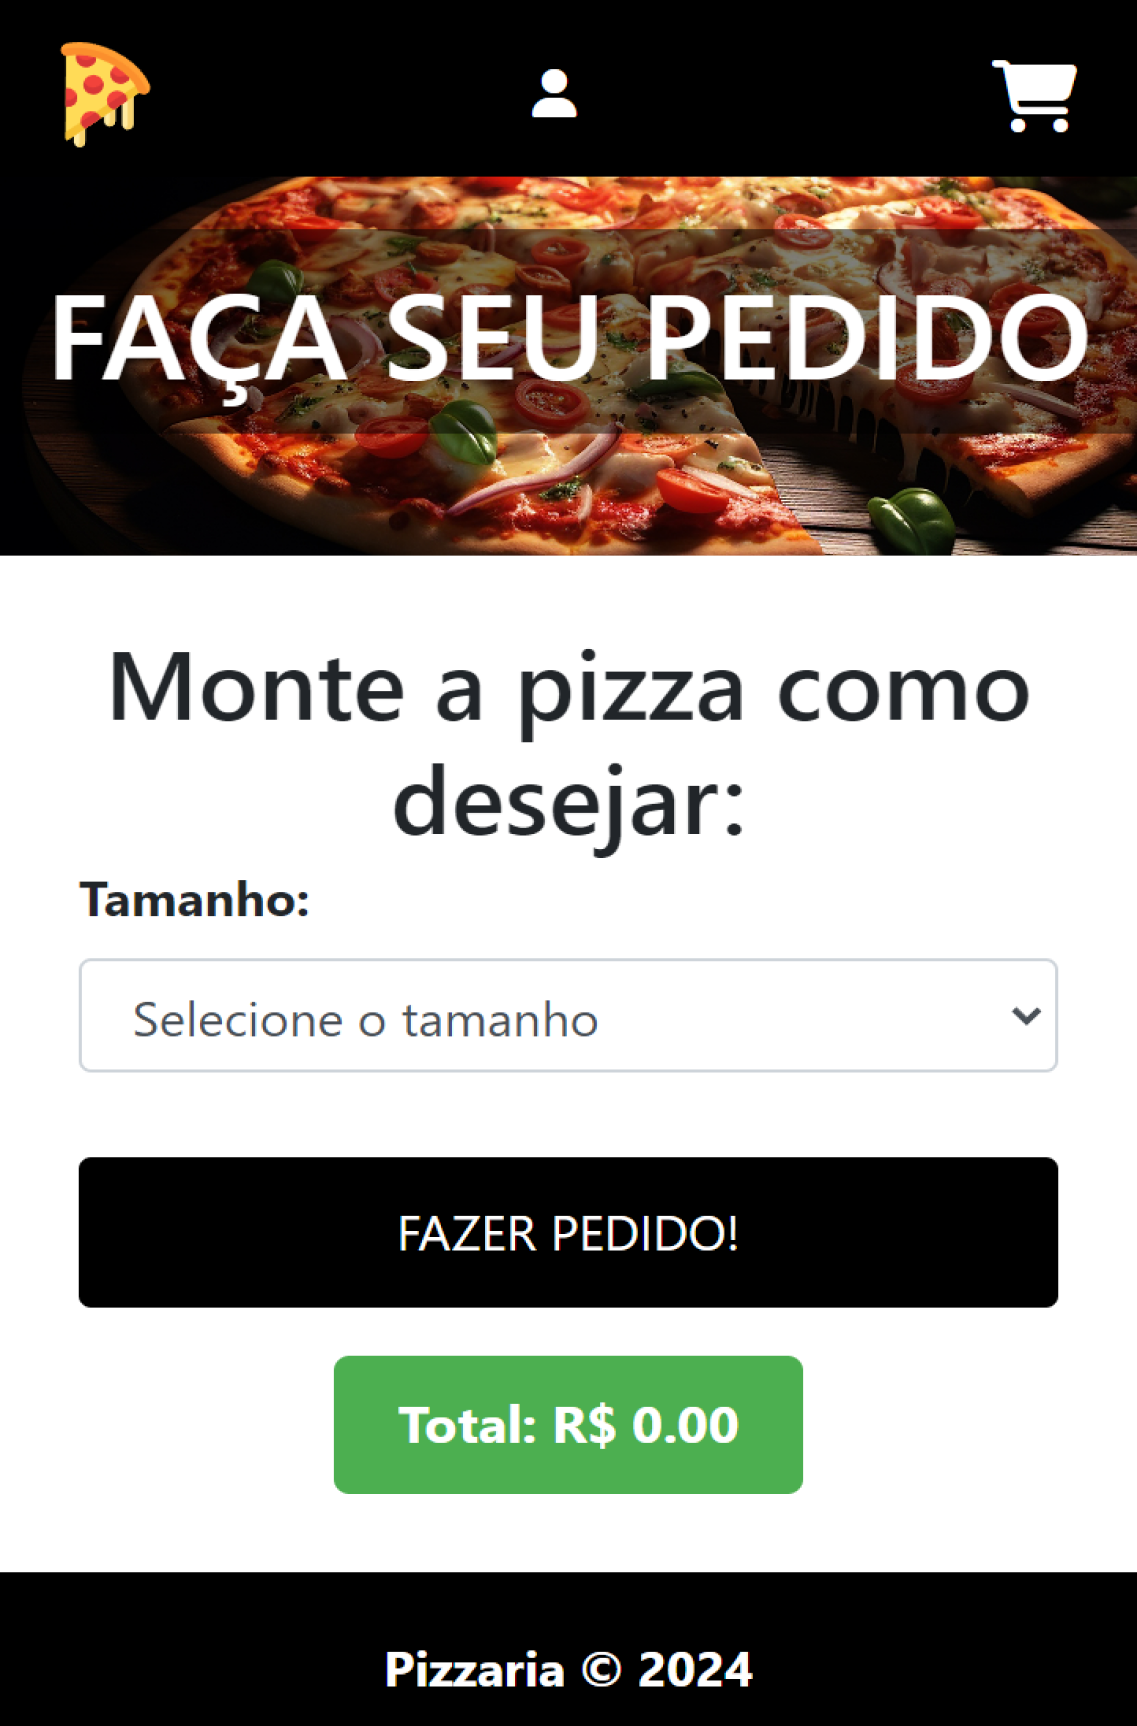 FAÇA SEU PEDIDO
Monte a pizza como
desejar:
Tamanho:
Selecione o tamanho
FAZER PEDIDO!
Total: R$ 0.00
Pizzaria © 2024